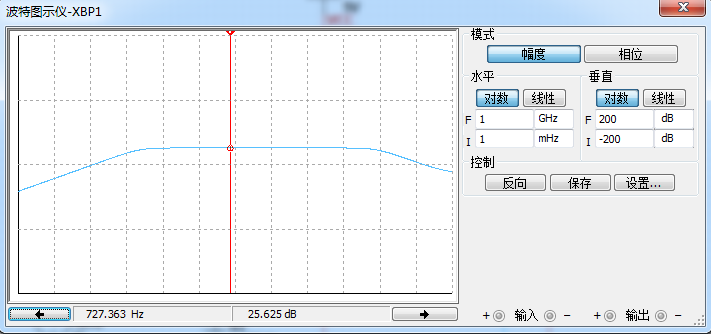 波特图示仪-XBP1
模式
幅度 相位
水平 垂直
对数 线性 对数 线性
F 1 GHz F 200 dB
I 1 mHz I -200 dB
控制
反向 保存 设置...
727.363 Hz 25.625 dB
+ 输入 - + 输出 -